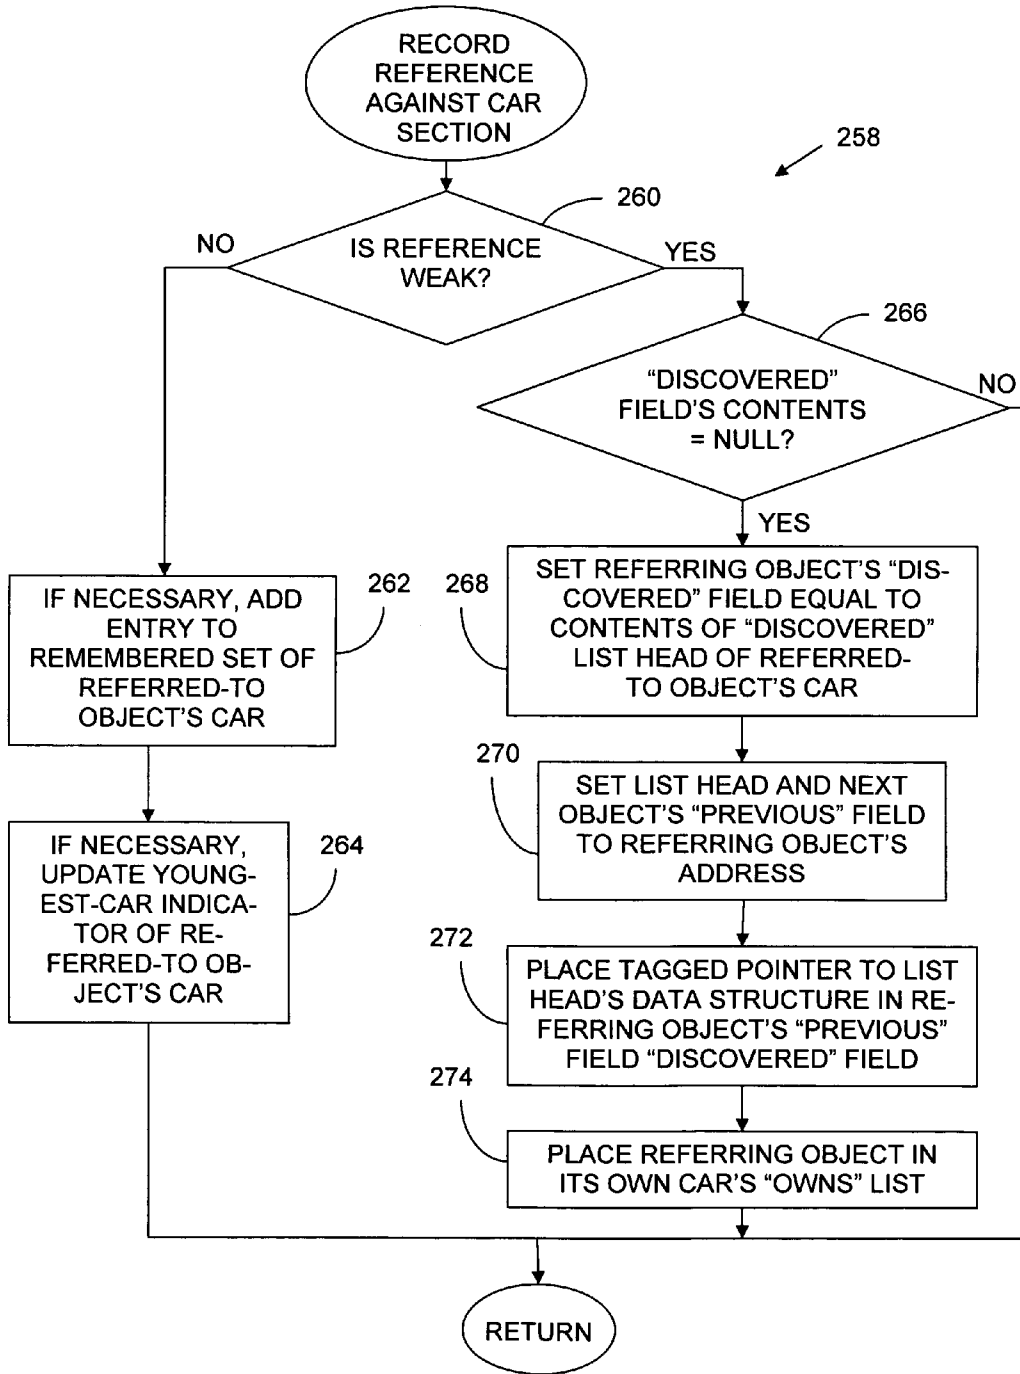 RECORD
REFERENCE
AGAINST CAR
SECTION
258
260
NO
IS REFERENCE
WEAK?
YES
266
"DISCOVERED"
FIELD'S CONTENTS
= NULL?
NO
YES
IF NECESSARY, ADD
ENTRY TO
REMEMBERED SET OF
REFERRED-TO
OBJECT'S CAR
262
268
SET REFERRING OBJECT'S "DIS-
COVERED" FIELD EQUAL TO
CONTENTS OF "DISCOVERED"
LIST HEAD OF REFERRED-
TO OBJECT'S CAR
270
SET LIST HEAD AND NEXT
OBJECT'S "PREVIOUS" FIELD
TO REFERRING OBJECT'S
ADDRESS
IF NECESSARY,
UPDATE YOUNG-
EST-CAR INDICA-
TOR OF RE-
FERRED-TO OB-
JECT'S CAR
264
272
PLACE TAGGED POINTER TO LIST
HEAD'S DATA STRUCTURE IN RE-
FERRING OBJECT'S "PREVIOUS"
FIELD "DISCOVERED" FIELD
274
PLACE REFERRING OBJECT IN
ITS OWN CAR'S "OWNS" LIST
RETURN